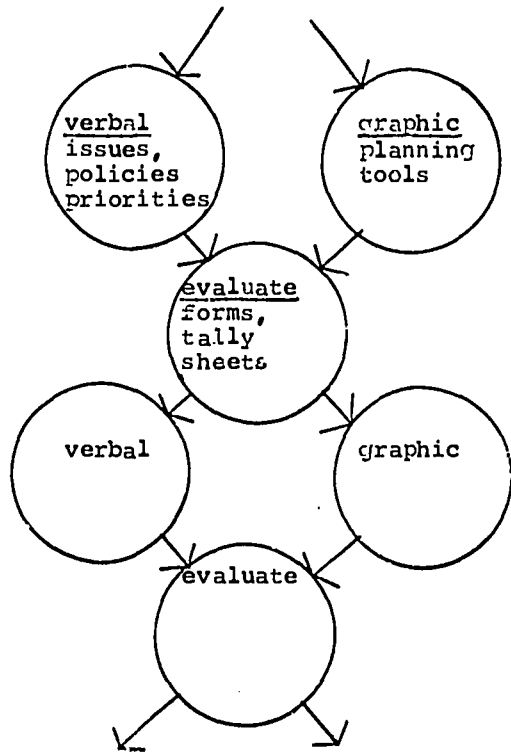 verbal
issues,
policies
priorities
graphic
planning
tools
evaluate
forms,
tally
sheets
verbal
graphic
evaluate